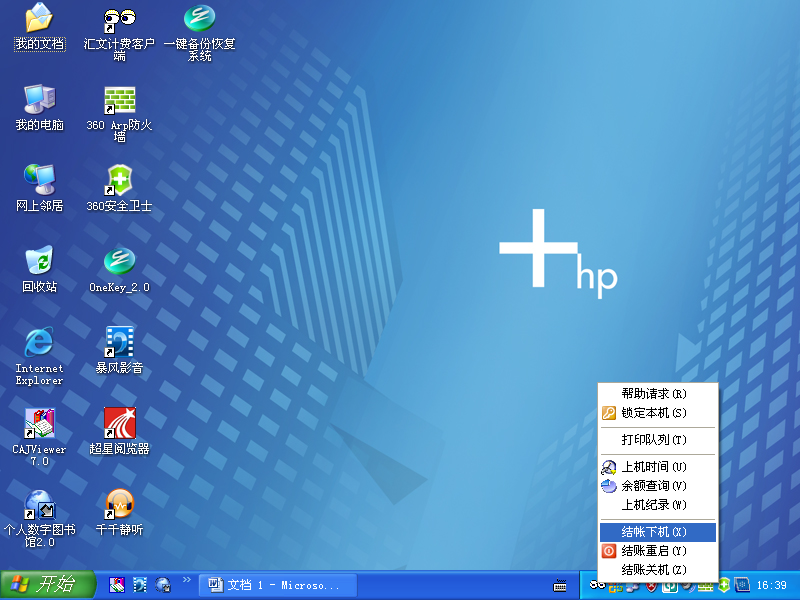 我的文档
汇文计费客户
端
一键备份恢复
系统
我的电脑
360 Arp防火
墙
网上邻居
360安全卫士
回收站
OneKey_2.0
Internet
Explorer
暴风影音
CAJViewer
7.0
超星阅览器
个人数字图书
馆2.0
千千静听
hp
帮助请求(R)
锁定本机(S)
打印队列(T)
上机时间(U)
余额查询(V)
上机纪录(W)
结帐下机(X)
结账重启(Y)
结账关机(Z)
开始
文档 1 - Microso...
16:39